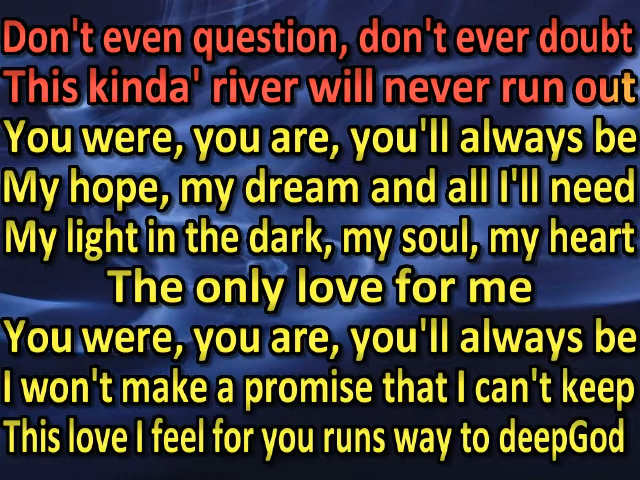 Don't even question, don't ever doubt
This kinda' river will never run out
You were, you are, you'll always be
My hope, my dream and all I'll need
My light in the dark, my soul, my heart
The only love for me
You were, you are, you'll always be
I won't make a promise that I can't keep
This love I feel for you runs way to deepGod